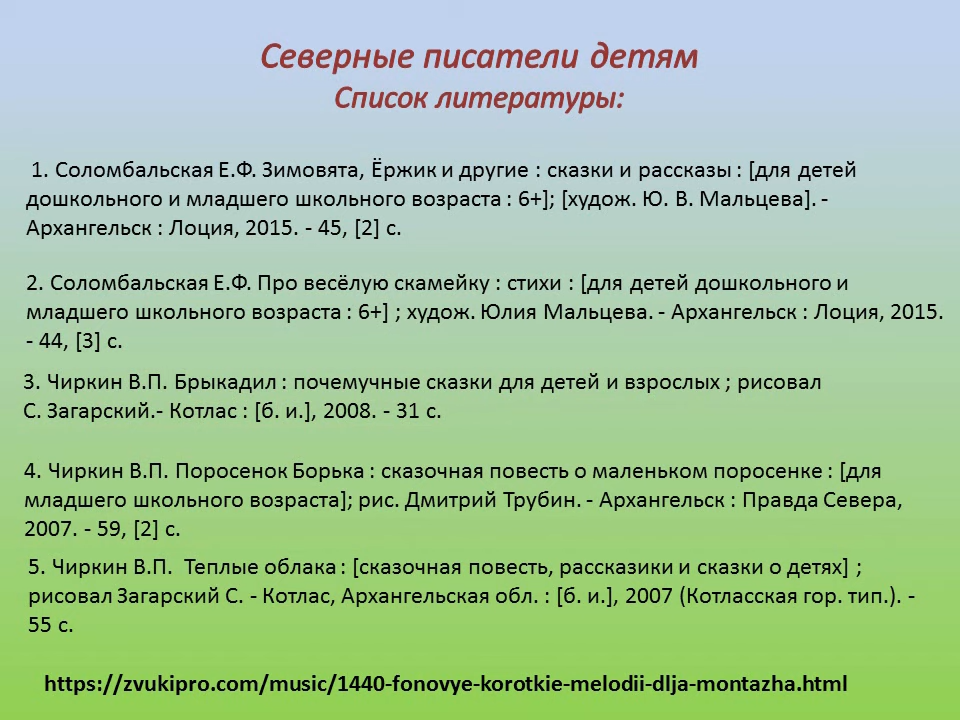 Северные писатели детям
Список литературы:
1. Соломбальская Е.Ф. Зимовята, Ёржик и другие : сказки и рассказы : [для детей
дошкольного и младшего школьного возраста : 6+]; [худож. Ю. В. Мальцева]. -
Архангельск : Лоция, 2015. - 45, [2] с.
2. Соломбальская Е.Ф. Про весёлую скамейку : стихи : [для детей дошкольного и
младшего школьного возраста : 6+] ; худож. Юлия Мальцева. - Архангельск : Лоция, 2015.
- 44, [3] с.
3. Чиркин В.П. Брыкадил : почемучные сказки для детей и взрослых ; рисовал
С. Загарский.- Котлас : [б. и.], 2008. - 31 с.
4. Чиркин В.П. Поросенок Борька : сказочная повесть о маленьком поросенке : [для
младшего школьного возраста]; рис. Дмитрий Трубин. - Архангельск : Правда Севера,
2007. - 59, [2] с.
5. Чиркин В.П. Теплые облака : [сказочная повесть, рассказики и сказки о детях] ;
рисовал Загарский С. - Котлас, Архангельская обл. : [б. и.], 2007 (Котласская гор. тип.). -
55 с.
https://zvukipro.com/music/1440-fonovye-korotkie-melodii-dlja-montazha.html